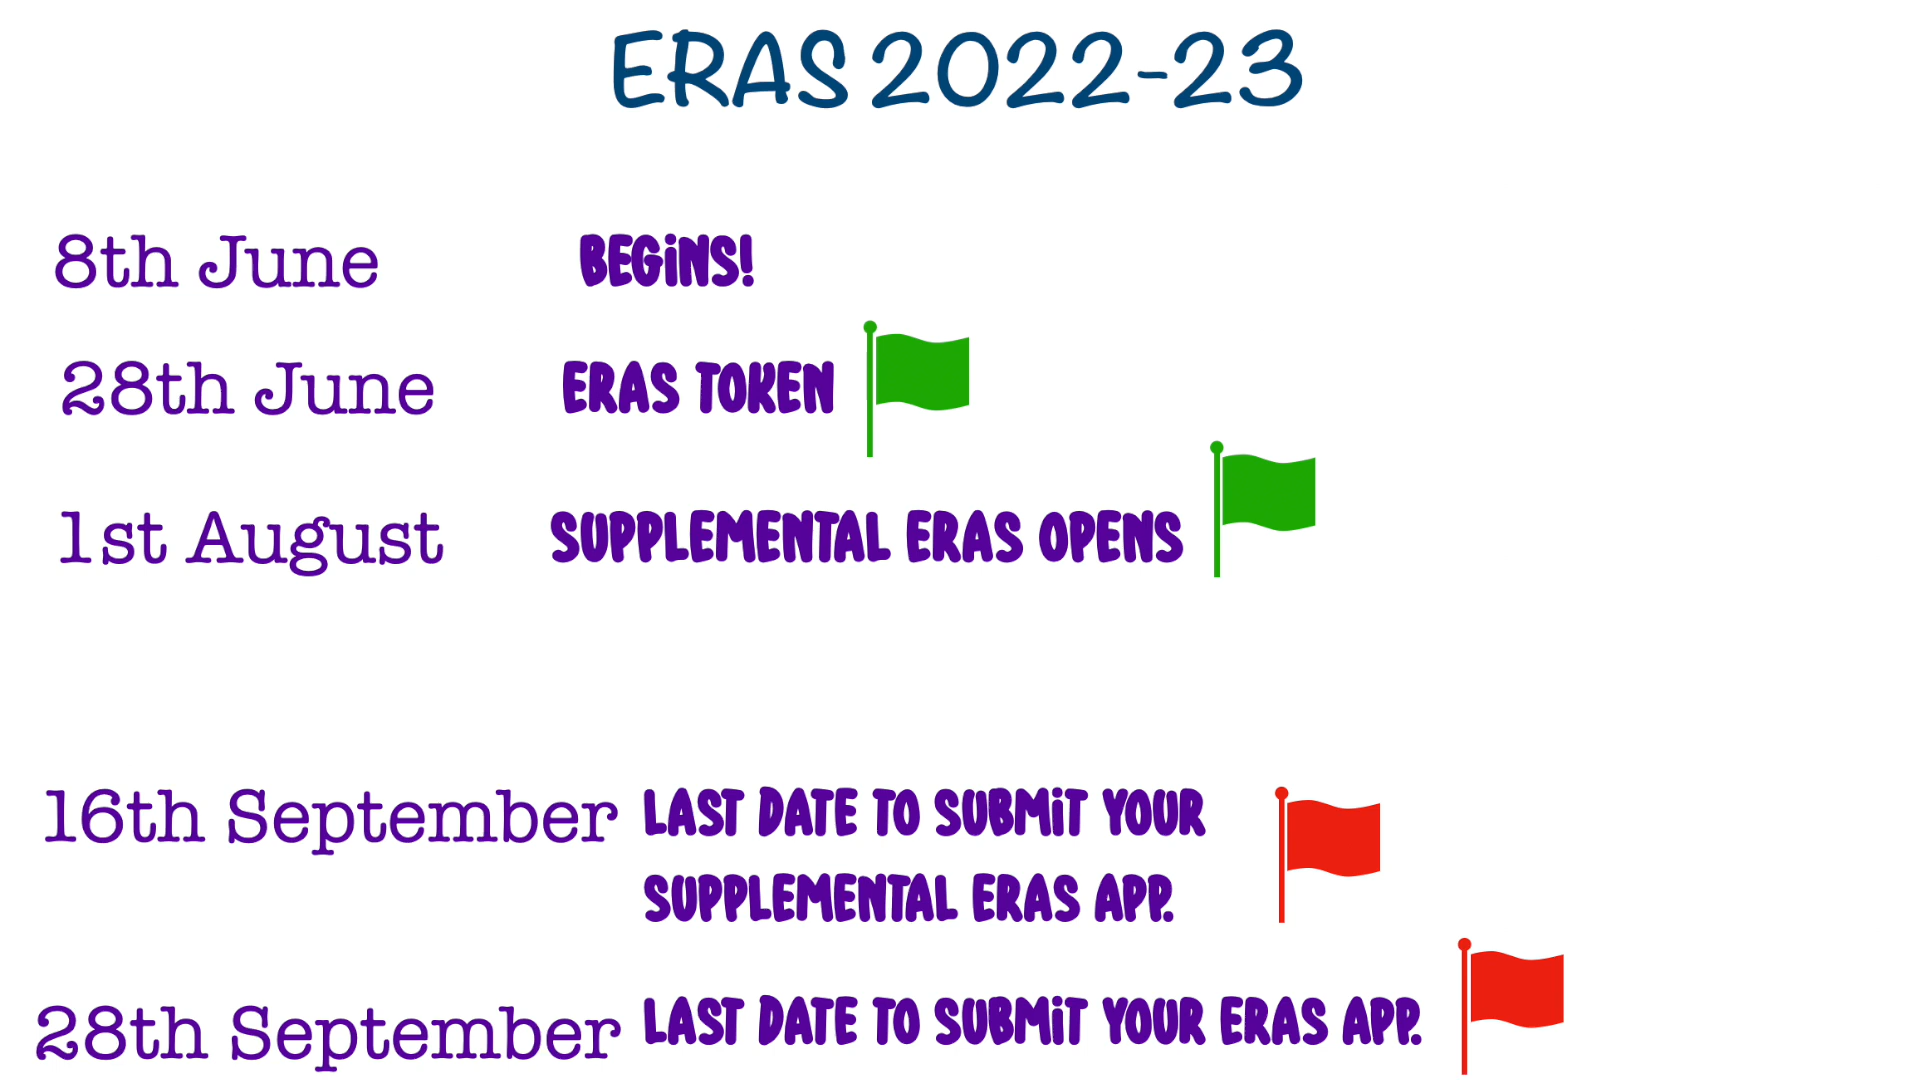 ERAS 2022-23
8th June BEGiNS!
28th June ERAS TOKEN
1st August SUPPLEMENTAL ERAS OPENS
16th September LAST DATE TO SUBMiT YOUR
SUPPLEMENTAL ERAS APP.
28th September LAST DATE TO SUBMiT YOUR ERAS APP.